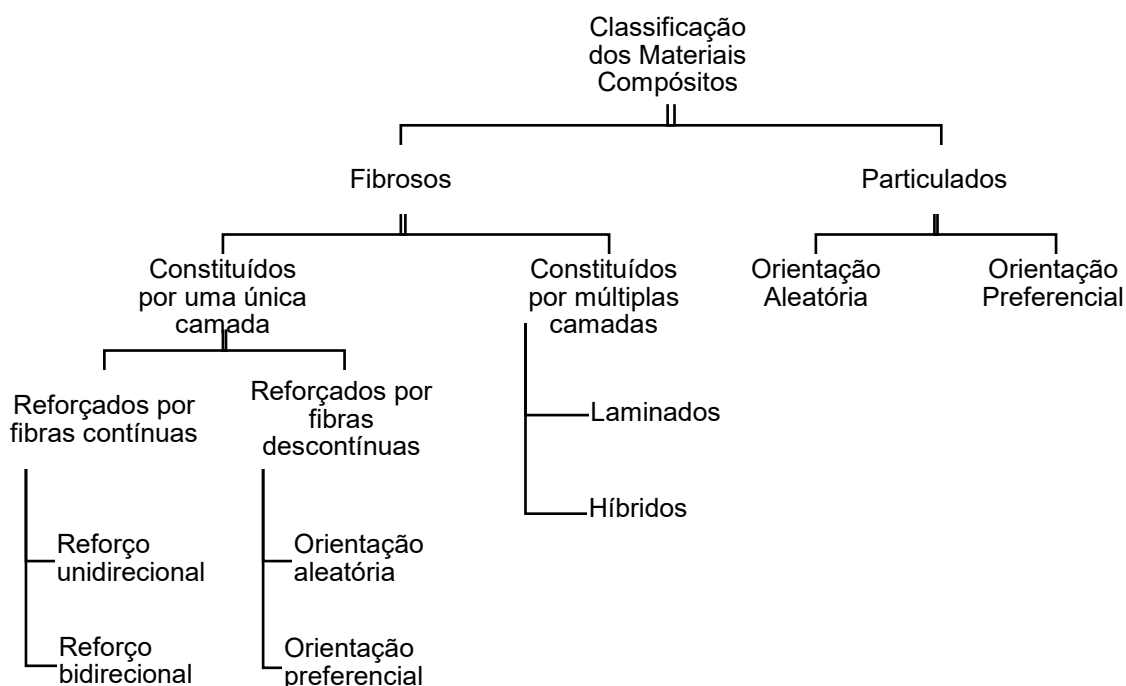 Classificação
dos Materiais
Compósitos
Fibrosos
Particulados
Constituídos
por uma única
camada
Constituídos
por múltiplas
camadas
Orientação
Aleatória
Orientação
Preferencial
Reforçados por
fibras contínuas
Reforçados por
fibras
descontínuas
Laminados
Híbridos
Reforço
unidirecional
Reforço
bidirecional
Orientação
aleatória
Orientação
preferencial